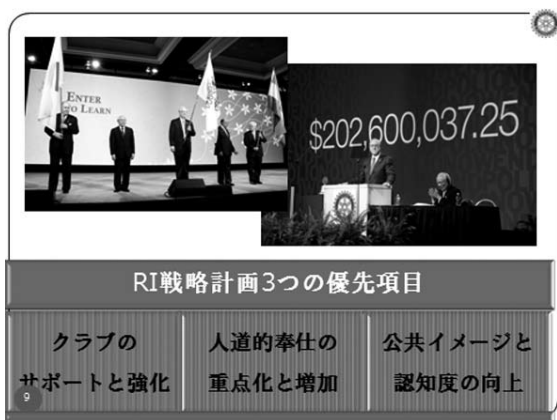 ENTER
TO LEARN
$202,600,037.25
RI戦略計画3つの優先項目
クラブの
サポートと強化
人道的奉仕の
重点化と増加
公共イメージと
認知度の向上
9